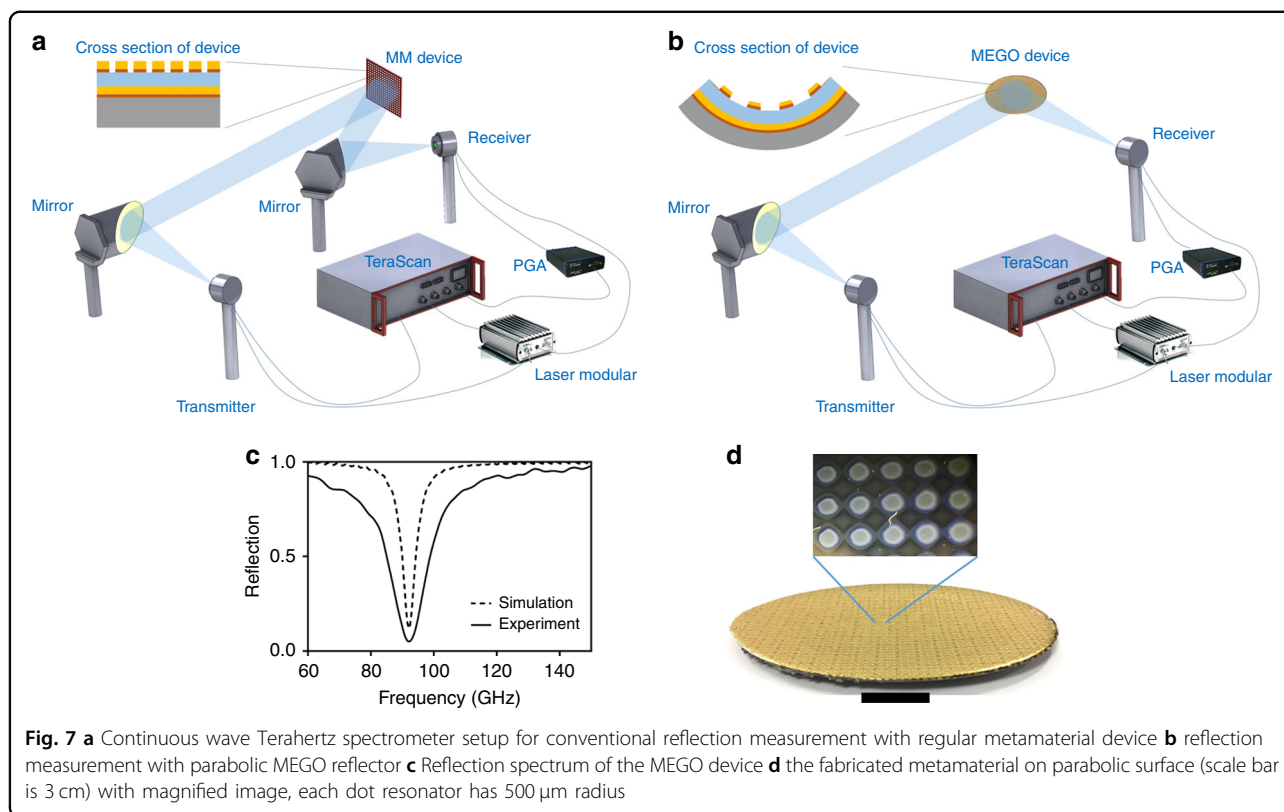 a
Cross section of device
MM device
Receiver
Mirror
Mirror
TeraScan
PGA
Laser modular
Transmitter
b
Cross section of device
MEGO device
Receiver
Mirror
TeraScan
PGA
Laser modular
Transmitter
c
1.0
0.5
0.0
Reflection
Simulation
Experiment
60 80 100 120 140
Frequency (GHz)
d
Fig. 7 a Continuous wave Terahertz spectrometer setup for conventional reflection measurement with regular metamaterial device b reflection
measurement with parabolic MEGO reflector c Reflection spectrum of the MEGO device d the fabricated metamaterial on parabolic surface (scale bar
is 3 cm) with magnified image, each dot resonator has 500 μm radius